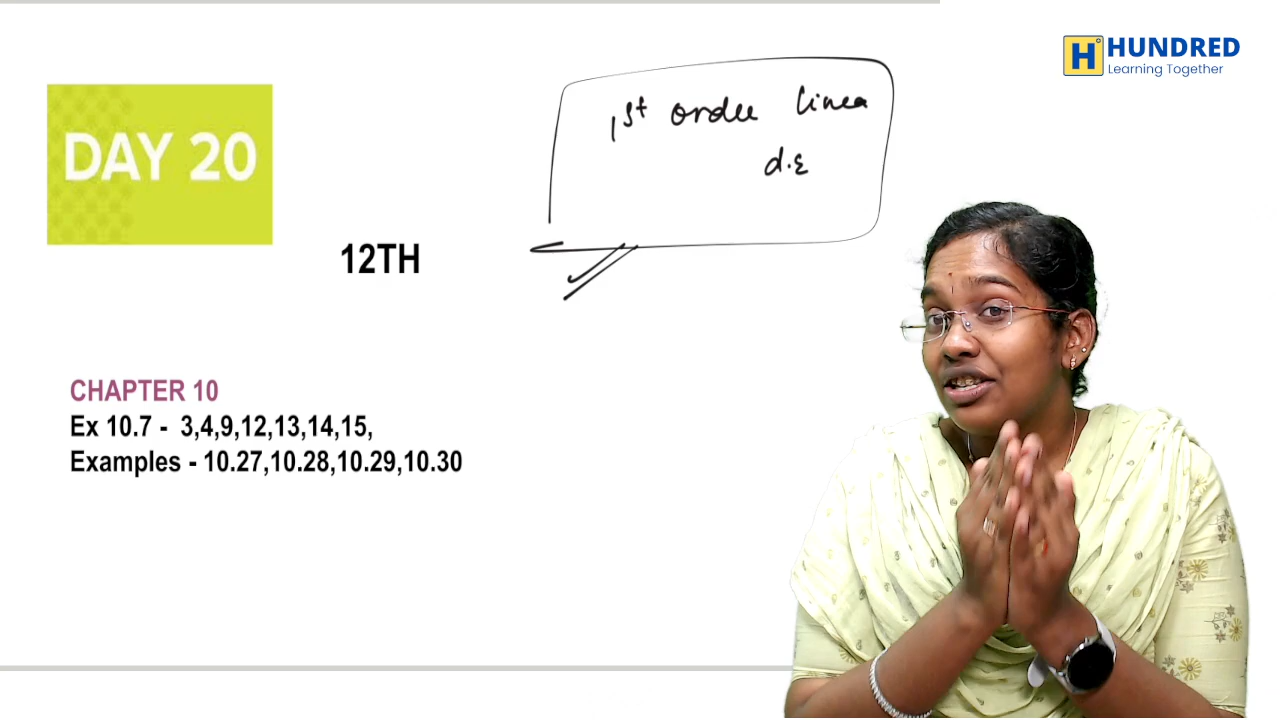 HUNDRED
Learning Together
DAY 20
1st order linea
d.ε
12TH
CHAPTER 10
Ex 10.7 - 3,4,9,12,13,14,15,
Examples - 10.27,10.28,10.29,10.30